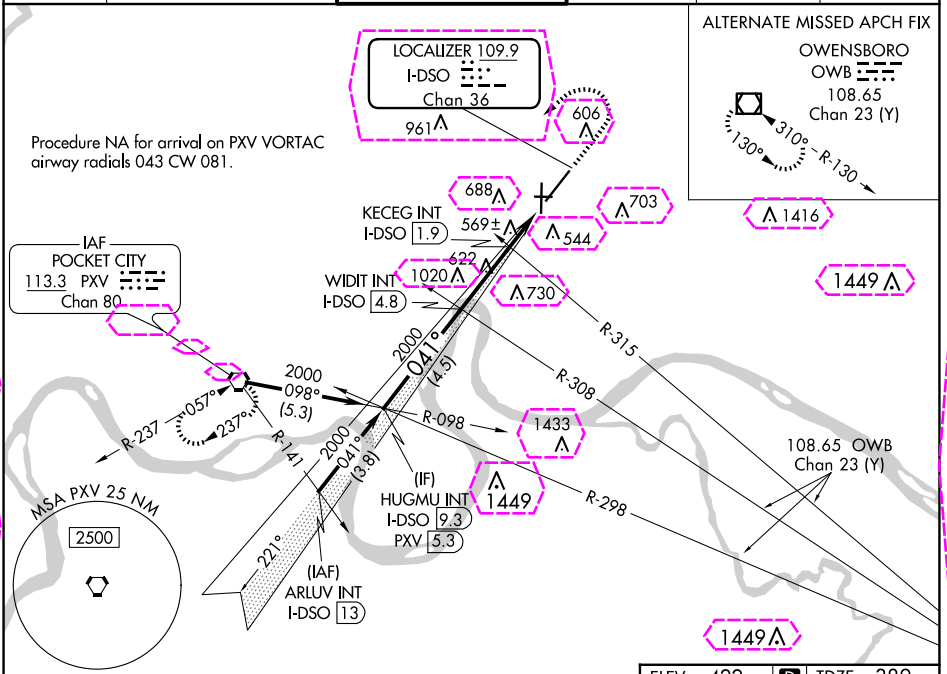 ALTERNATE MISSED APCH FIX
OWENSBORO
OWB
108.65
Chan 23 (Y)
310°
R-130
130°
LOCALIZER 109.9
I-DSO
Chan 36
961
606
Procedure NA for arrival on PXV VORTAC
airway radials 043 CW 081.
688
703
KECEG INT
I-DSO 1.9
569±
544
1416
IAF
POCKET CITY
113.3 PXV
Chan 80
622
WIDIT INT
I-DSO 4.8
1020
730
1449
2000
041°
(4.5)
R-315
R-308
2000
098°
(5.3)
R-098
057°
R-237
237°
R-141
2000
041°
(3.8)
1433
108.65 OWB
Chan 23 (Y)
(IF)
HUGMU INT
I-DSO 9.3
PXV 5.3
1449
R-298
MSA PXV 25 NM
2500
221°
(IAF)
ARLUV INT
I-DSO 13
1449